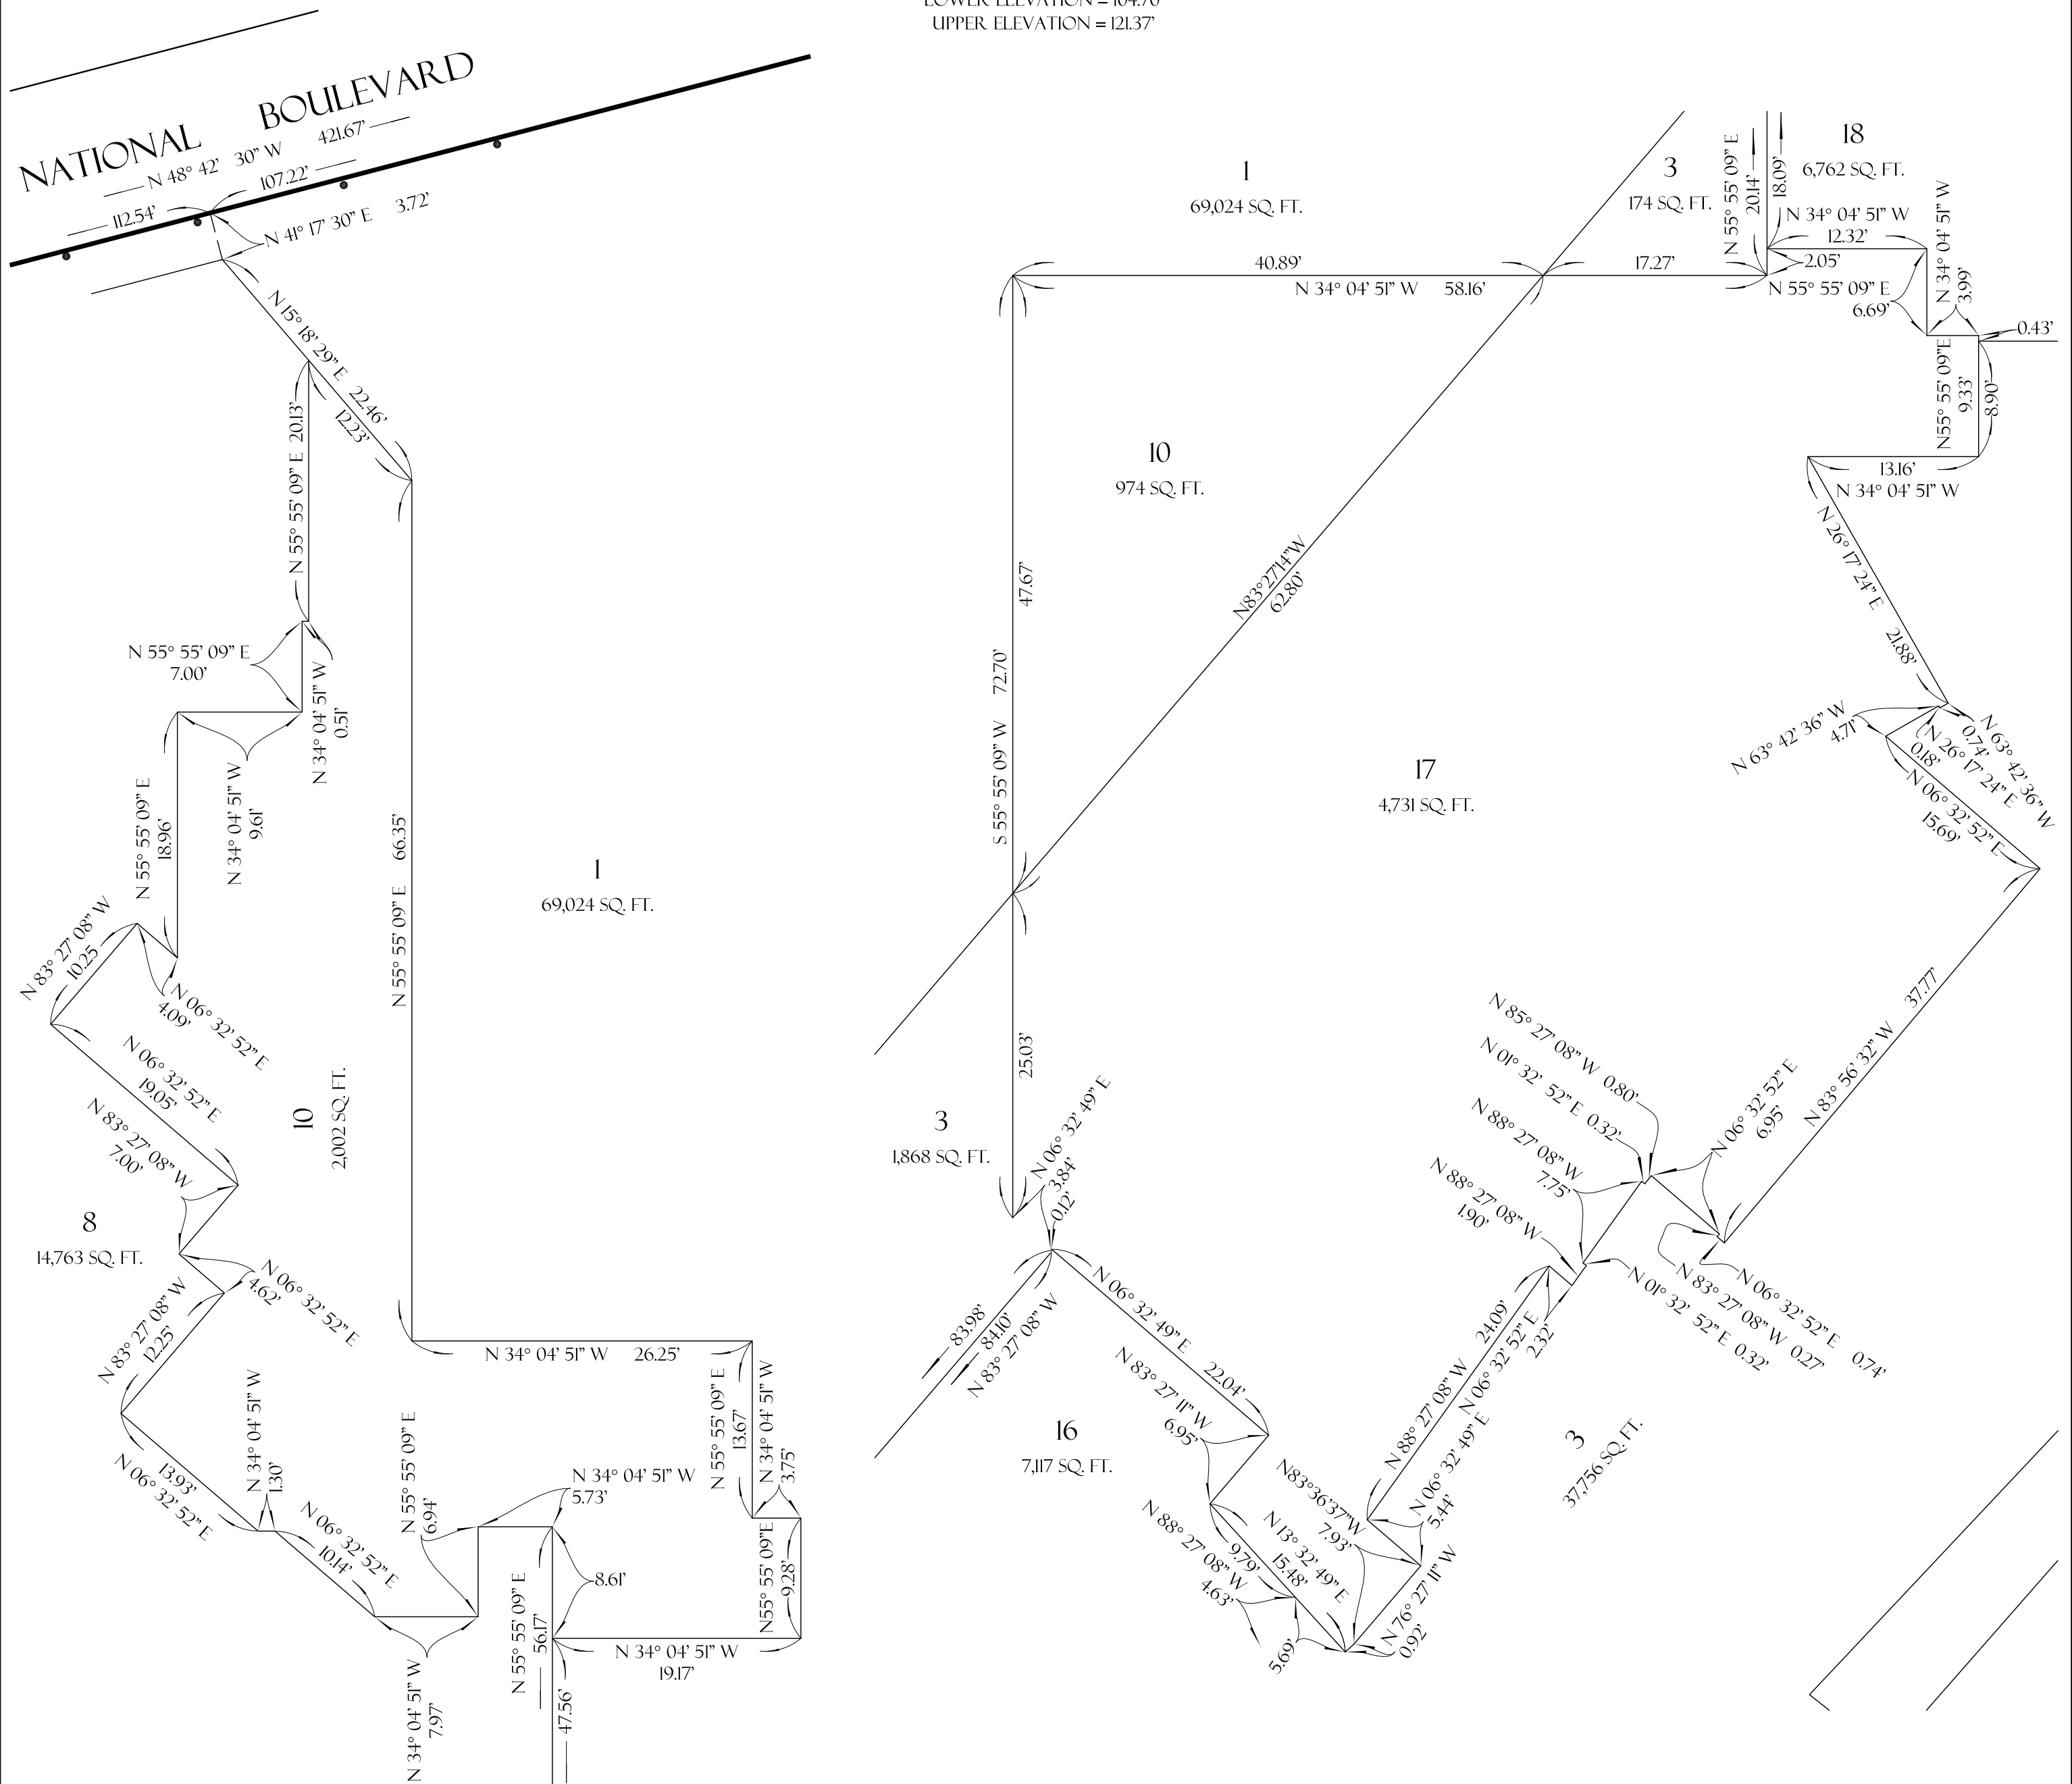 LOWER ELEVATION = 104.70'
UPPER ELEVATION = 121.37'
NATIONAL BOULEVARD
N 48° 42' 30" W 421.67'
107.22'
112.54'
N 41° 17' 30" E 3.72'
N 15° 18' 29" E 22.46'
12.23'
N 55° 55' 09" E 20.13'
N 55° 55' 09" E
7.00'
N 34° 04' 51" W
0.51'
N 34° 04' 51" W
9.61'
N 55° 55' 09" E
18.96'
N 83° 27' 08" W
10.25
N 06° 32' 52" E
4.09'
N 06° 32' 52" E
19.05'
N 83° 27' 08" W
7.00'
8
14,763 SQ. FT.
N 06° 32' 52" E
4.62'
N 83° 27' 08" W
12.25'
N 06° 32' 52" E
13.93'
N 34° 04' 51" W
1.30'
N 06° 32' 52" E
10.14'
N 55° 55' 09" E
6.94'
N 34° 04' 51" W
7.97'
N 34° 04' 51" W
5.73'
8.61'
N 55° 55' 09" E
56.17'
47.56'
N 34° 04' 51" W
19.17'
N55° 55' 09"E
9.28'
N 34° 04' 51" W
3.75'
N 55° 55' 09" E
13.67'
N 34° 04' 51" W 26.25'
N 55° 55' 09" E 66.35'
10
2,002 SQ. FT.
1
69,024 SQ. FT.
1
69,024 SQ. FT.
3
174 SQ. FT.
18
6,762 SQ. FT.
N 55° 55' 09" E
20.14'
18.09'
N 34° 04' 51" W
12.32'
2.05'
N 55° 55' 09" E
6.69'
N 34° 04' 51" W
3.99'
0.43'
N55° 55' 09"E
9.33'
8.90'
13.16'
N 34° 04' 51" W
40.89'
17.27'
N 34° 04' 51" W 58.16'
10
974 SQ. FT.
47.67'
S 55° 55' 09" W 72.70'
25.03'
N83°27'14"W
62.80'
17
4,731 SQ. FT.
N 26° 17' 24" E 21.88'
N 63° 42' 36" W
4.71'
N 63° 42' 36" W
0.74'
N 26° 17' 24" E
0.18'
N 06° 32' 52" E
15.69'
37.77'
N 83° 56' 32" W
N 85° 27' 08" W 0.80'
N 01° 32' 52" E 0.32'
N 88° 27' 08" W
7.75'
N 88° 27' 08" W
1.90'
N 06° 32' 52" E
6.95'
N 06° 32' 52" E 0.74'
N 83° 27' 08" W 0.27'
N 01° 32' 52" E 0.32'
24.09'
N 88° 27' 08" W
N 06° 32' 52" E
2.32'
N 06° 32' 49" E
5.44'
3
37,756 SQ. FT.
3
1,868 SQ. FT.
N 06° 32' 49" E
3.84'
0.12'
83.98'
84.10'
N 83° 27' 08" W
N 06° 32' 49" E 22.04'
N 83° 27' 11" W
6.95'
16
7,117 SQ. FT.
N83°36'37"W
7.93'
N 13° 32' 49" E
15.48'
9.79'
N 88° 27' 08" W
4.63'
5.69'
N 76° 27' 11" W
0.92'